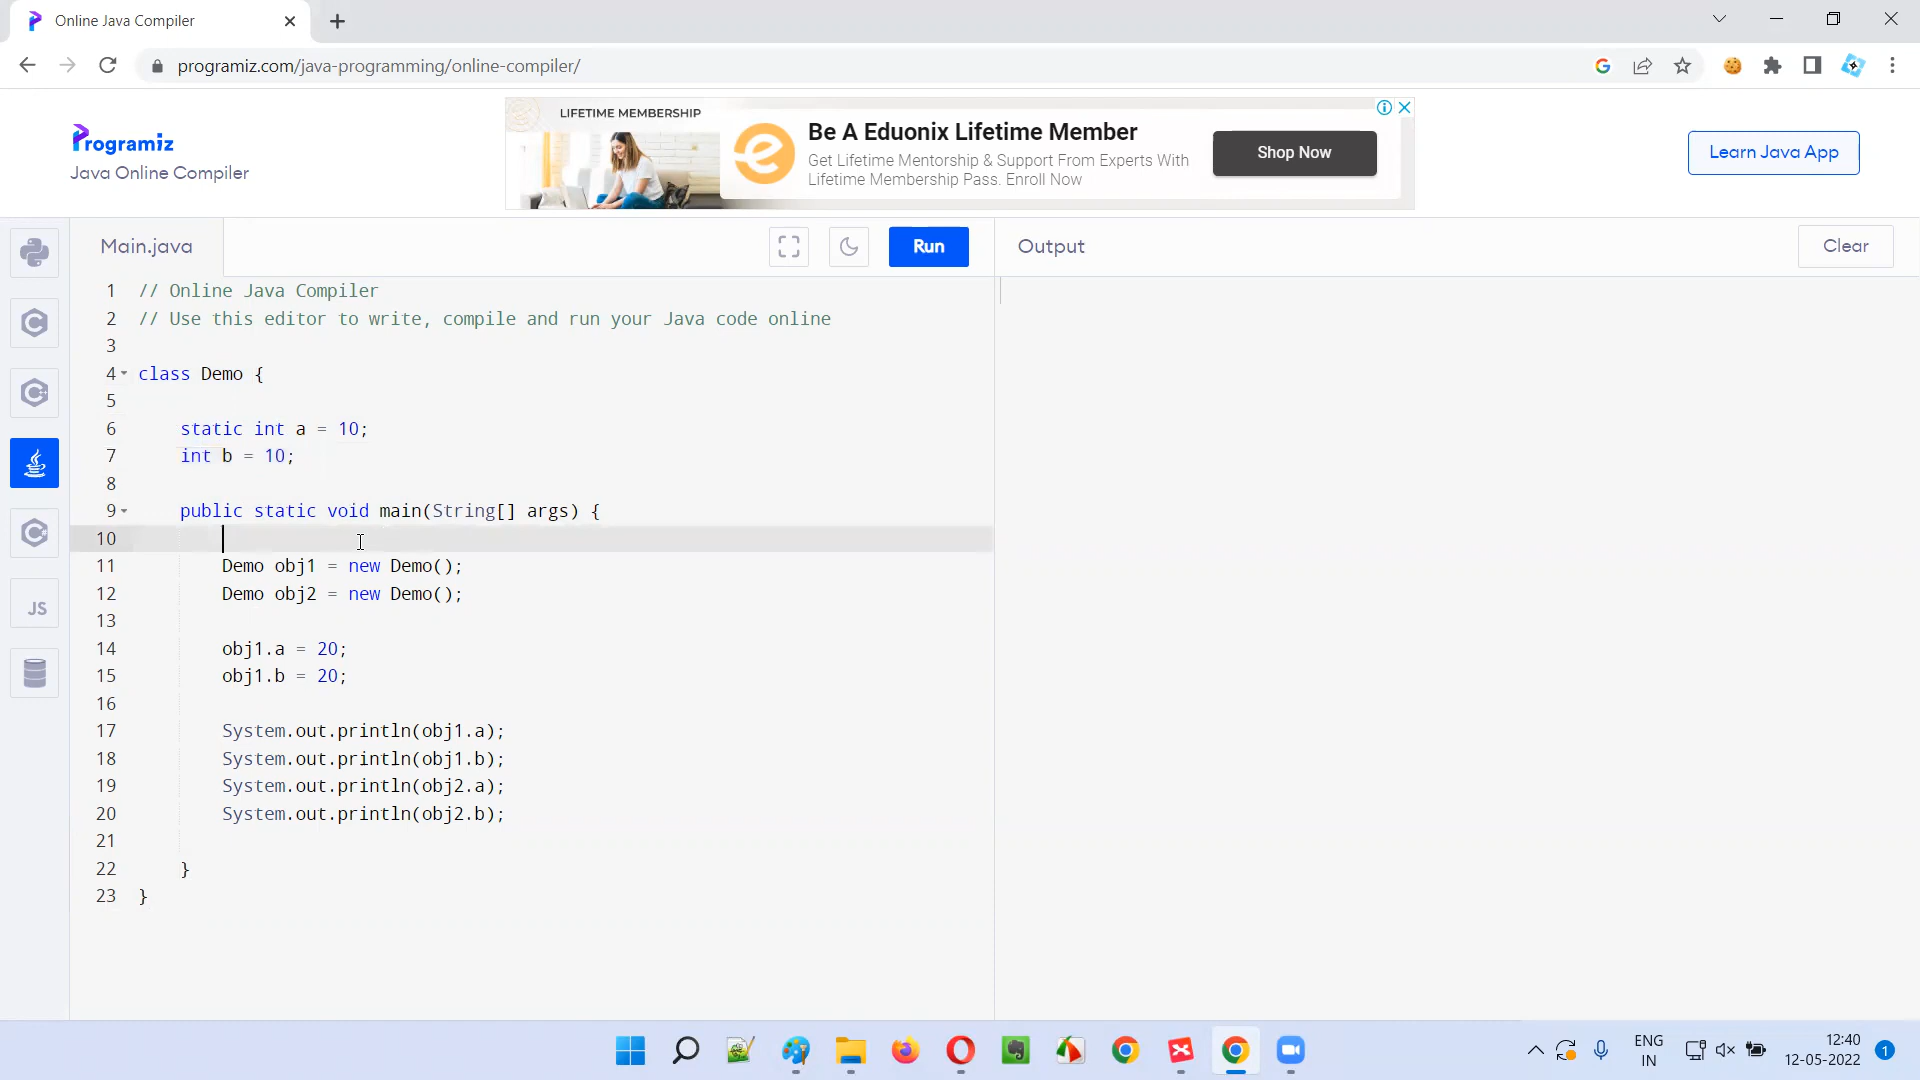 Online Java Compiler
programiz.com/java-programming/online-compiler/
Programiz
Java Online Compiler
LIFETIME MEMBERSHIP
Be A Eduonix Lifetime Member
Get Lifetime Mentorship & Support From Experts With
Lifetime Membership Pass. Enroll Now
Shop Now
Learn Java App
Main.java
Run
Output
Clear
1 // Online Java Compiler
2 // Use this editor to write, compile and run your Java code online
3
4 class Demo {
5
6 static int a = 10;
7 int b = 10;
8
9 public static void main(String[] args) {
10
11 Demo obj1 = new Demo();
12 Demo obj2 = new Demo();
13
14 obj1.a = 20;
15 obj1.b = 20;
16
17 System.out.println(obj1.a);
18 System.out.println(obj1.b);
19 System.out.println(obj2.a);
20 System.out.println(obj2.b);
21
22 }
23 }
JS
ENG
IN
12:40
12-05-2022
1